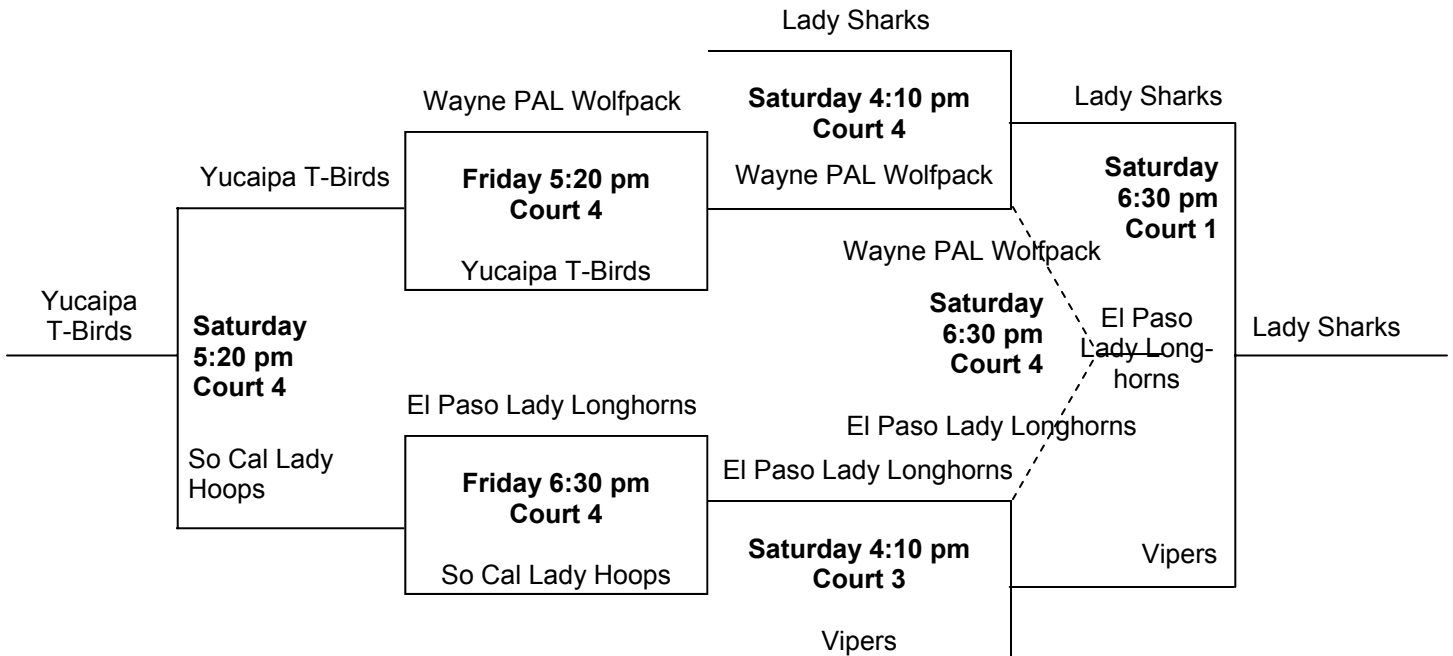 Lady Sharks
Wayne PAL Wolfpack
Saturday 4:10 pm
Court 4
Lady Sharks
Yucaipa T-Birds
Friday 5:20 pm
Court 4
Wayne PAL Wolfpack
Saturday
6:30 pm
Court 1
Yucaipa T-Birds
Wayne PAL Wolfpack
Yucaipa
T-Birds
Saturday
5:20 pm
Court 4
Saturday
6:30 pm
Court 4
El Paso
Lady Long-
horns
Lady Sharks
El Paso Lady Longhorns
El Paso Lady Longhorns
So Cal Lady
Hoops
Friday 6:30 pm
Court 4
El Paso Lady Longhorns
So Cal Lady Hoops
Saturday 4:10 pm
Court 3
Vipers
Vipers